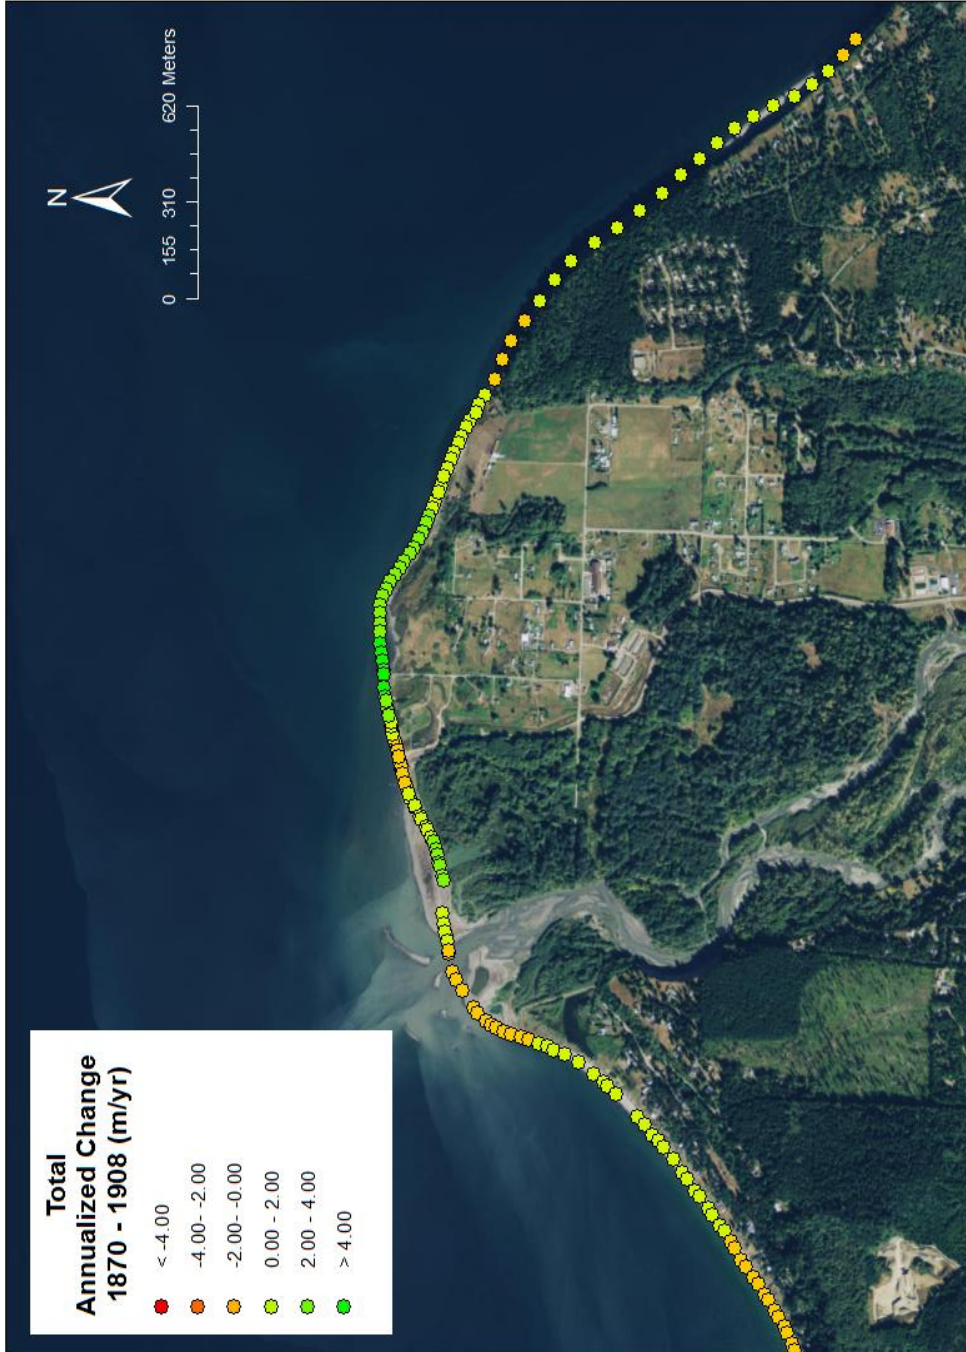 Total
Annualized Change
1870 - 1908 (m/yr)
< -4.00
-4.00- -2.00
-2.00- -0.00
0.00 - 2.00
2.00 - 4.00
> 4.00
N
0 155 310 620 Meters